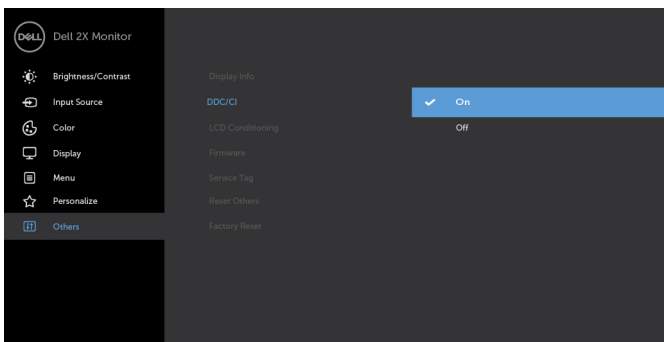 DELL Dell 2X Monitor
Brightness/Contrast
Display Info
Input Source
DDC/CI
On
Color
LCD Conditioning
Off
Display
Firmware
Menu
Service Tag
Personalize
Reset Others
Others
Factory Reset